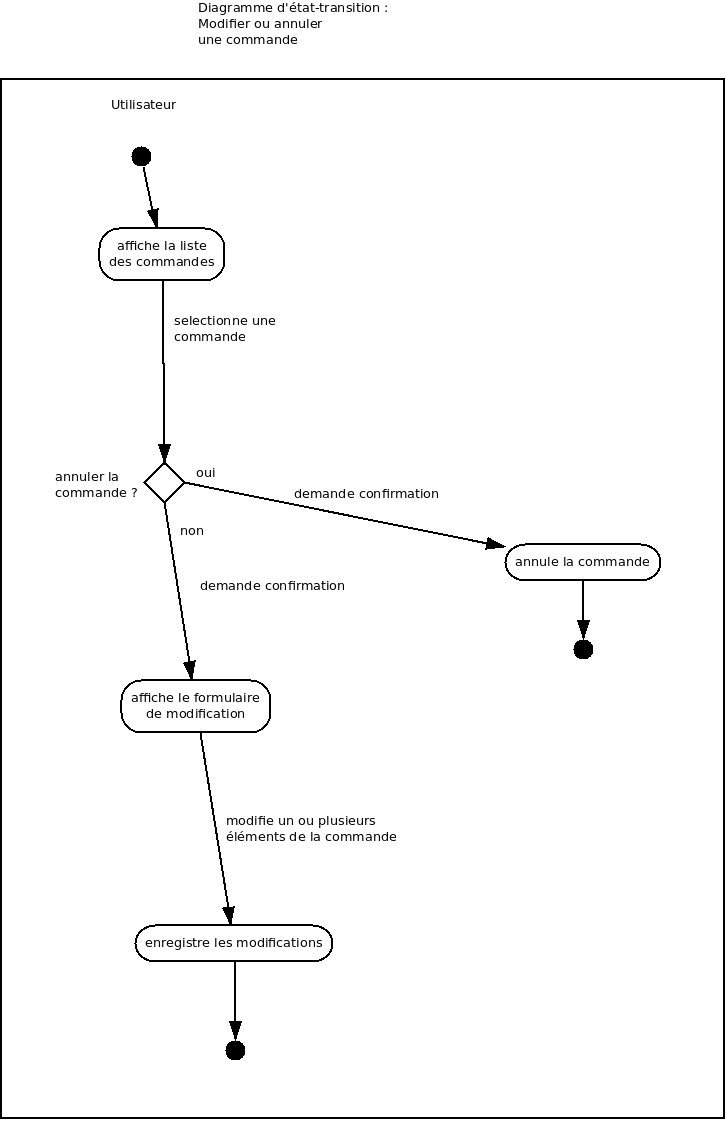 Diagramme d'état-transition :
Modifier ou annuler
une commande
Utilisateur
affiche la liste
des commandes
selectionne une
commande
annuler la
commande ?
oui
demande confirmation
non
annule la commande
demande confirmation
affiche le formulaire
de modification
modifie un ou plusieurs
éléments de la commande
enregistre les modifications